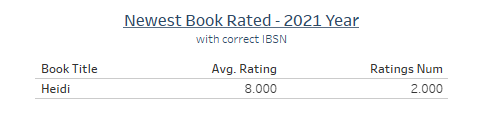 Newest Book Rated - 2021 Year
with correct IBSN
Book Title Avg. Rating Ratings Num
Heidi 8.000 2.000